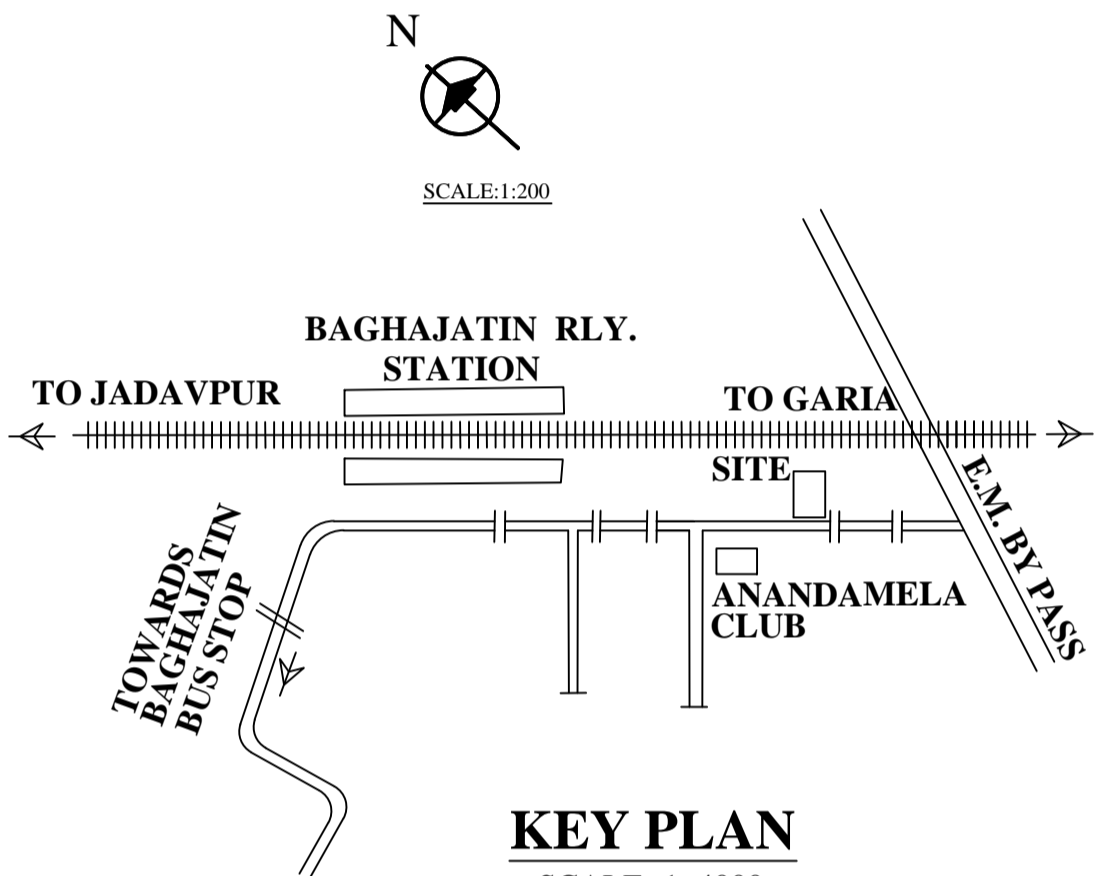 N
SCALE:1:200
BAGHAJATIN RLY.
STATION
TO JADAVPUR
TO GARIA
SITE
E.M. BY PASS
TOWARDS
BAGHAJATIN
BUS STOP
ANANDAMELA
CLUB
KEY PLAN